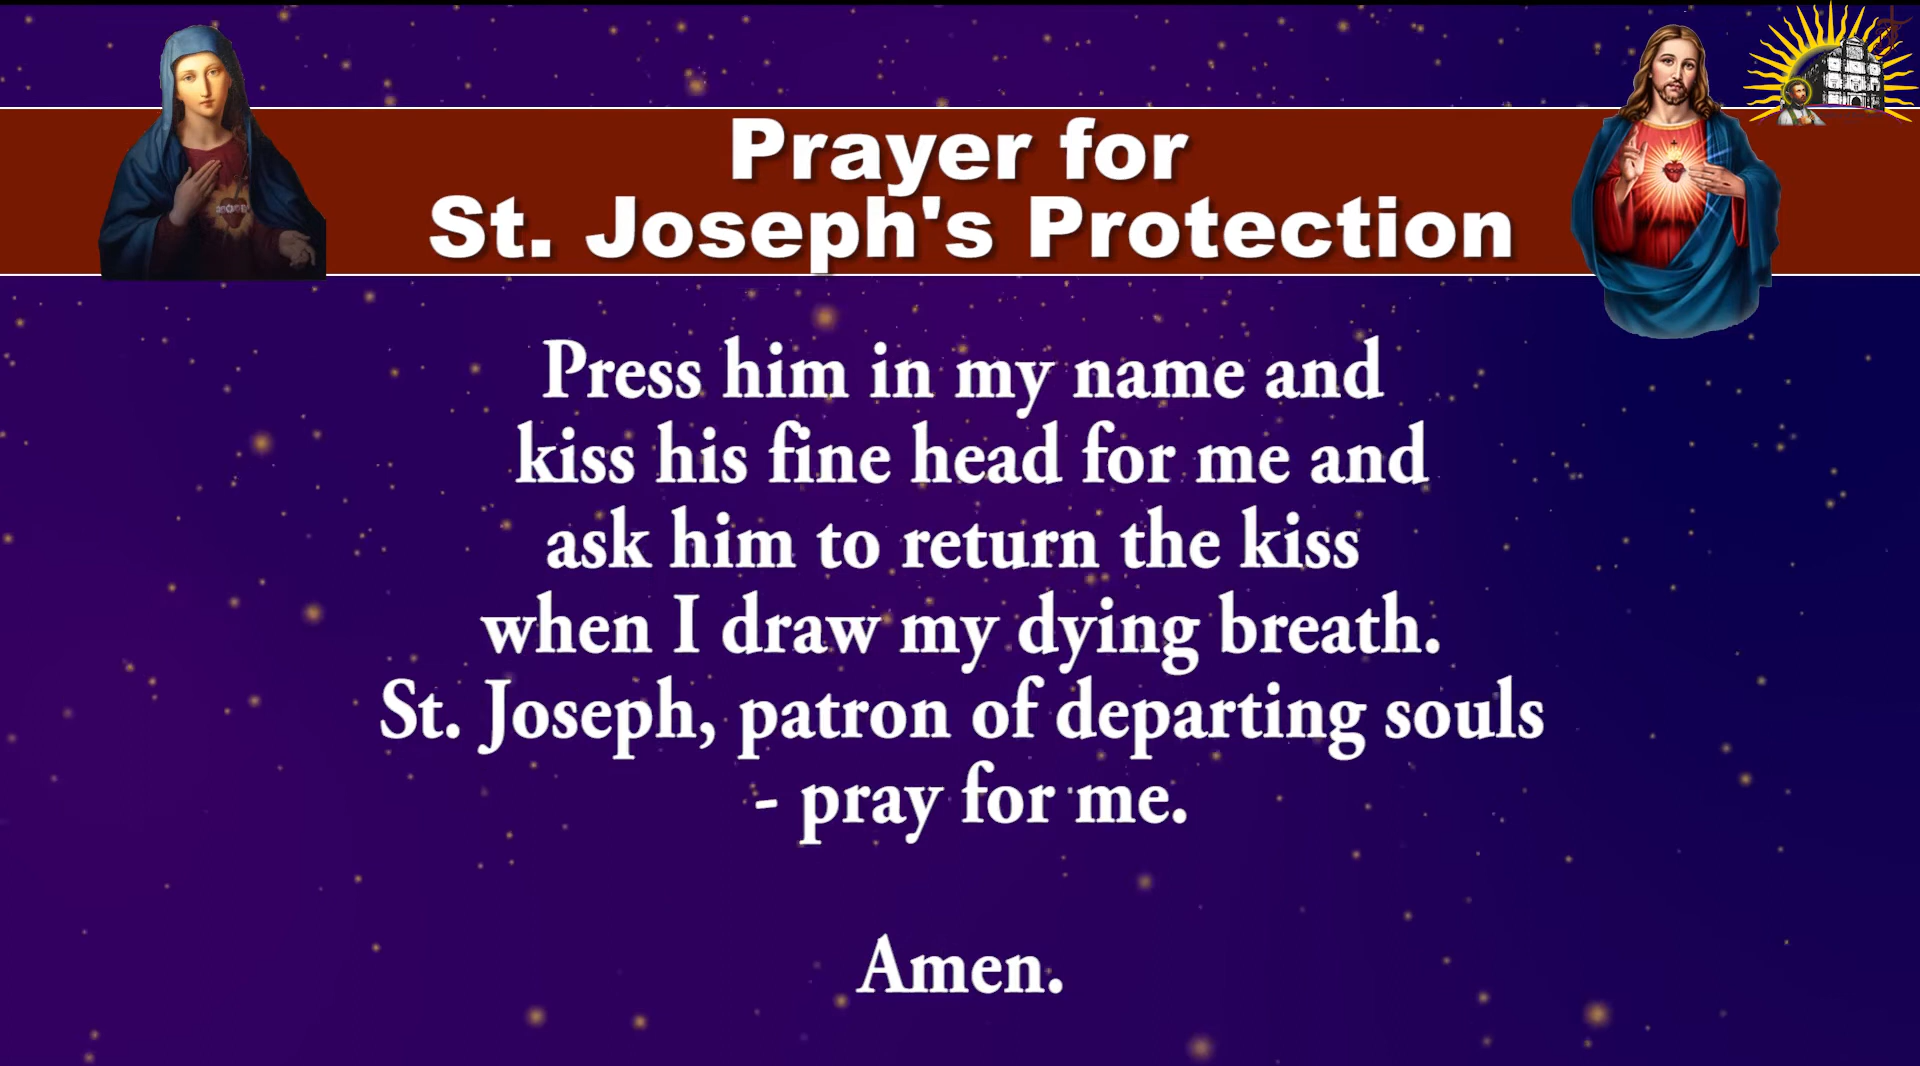 Prayer for
St. Joseph's Protection
Press him in my name and
kiss his fine head for me and
ask him to return the kiss
when I draw my dying breath.
St. Joseph, patron of departing souls
- pray for me.
Amen.